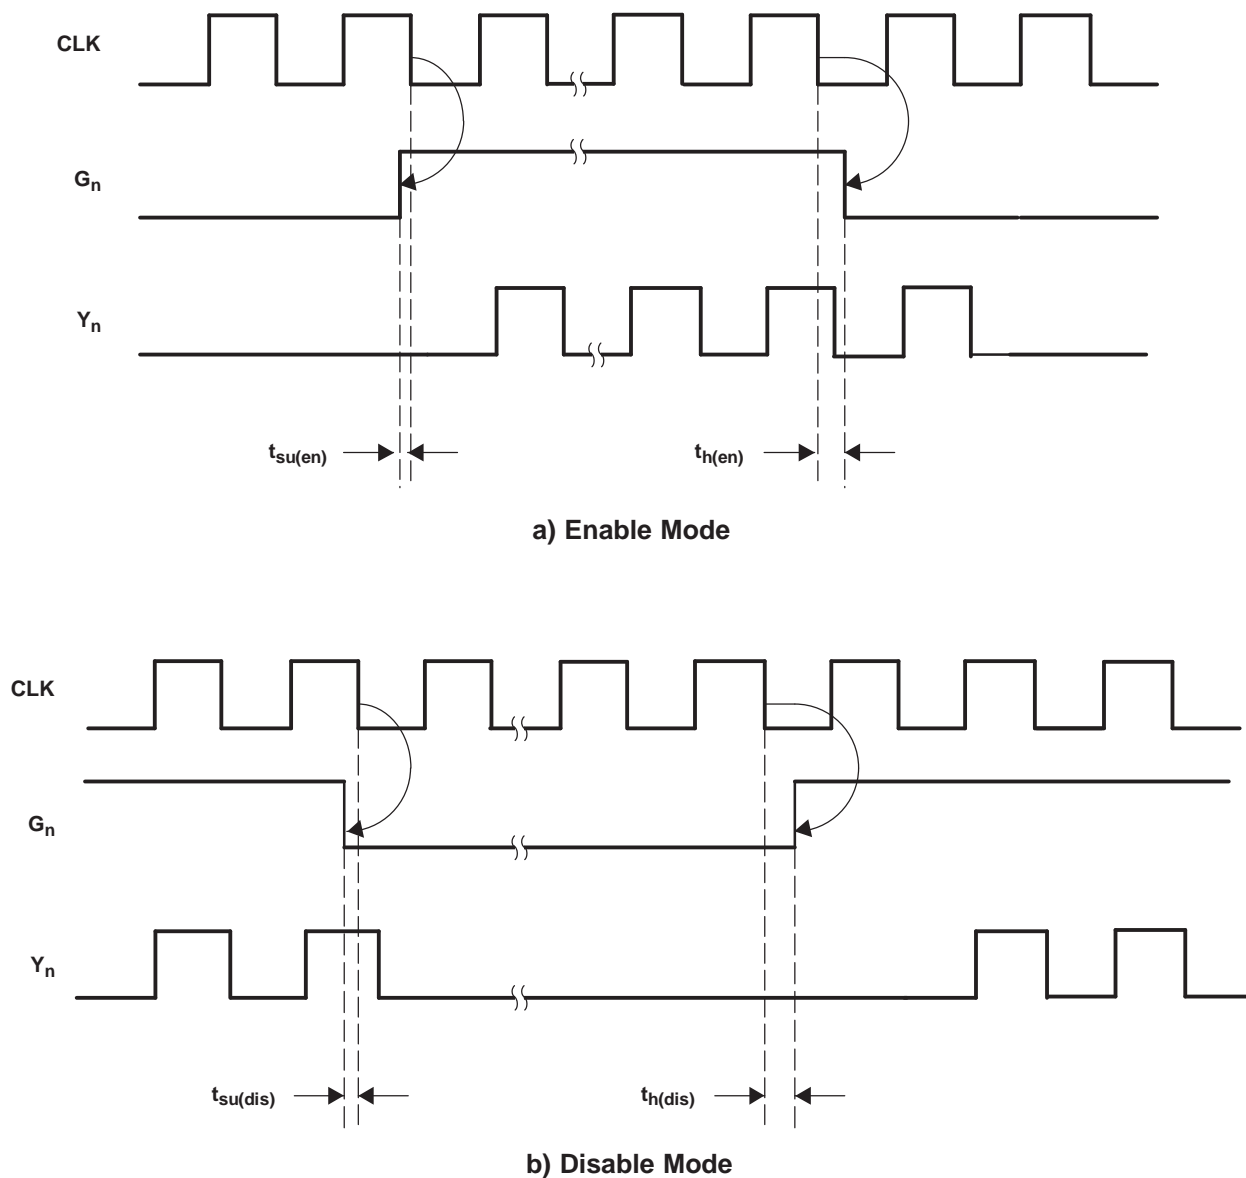 CLK
Gn
Yn
tsu(en)
th(en)
a) Enable Mode
CLK
Gn
Yn
tsu(dis)
th(dis)
b) Disable Mode